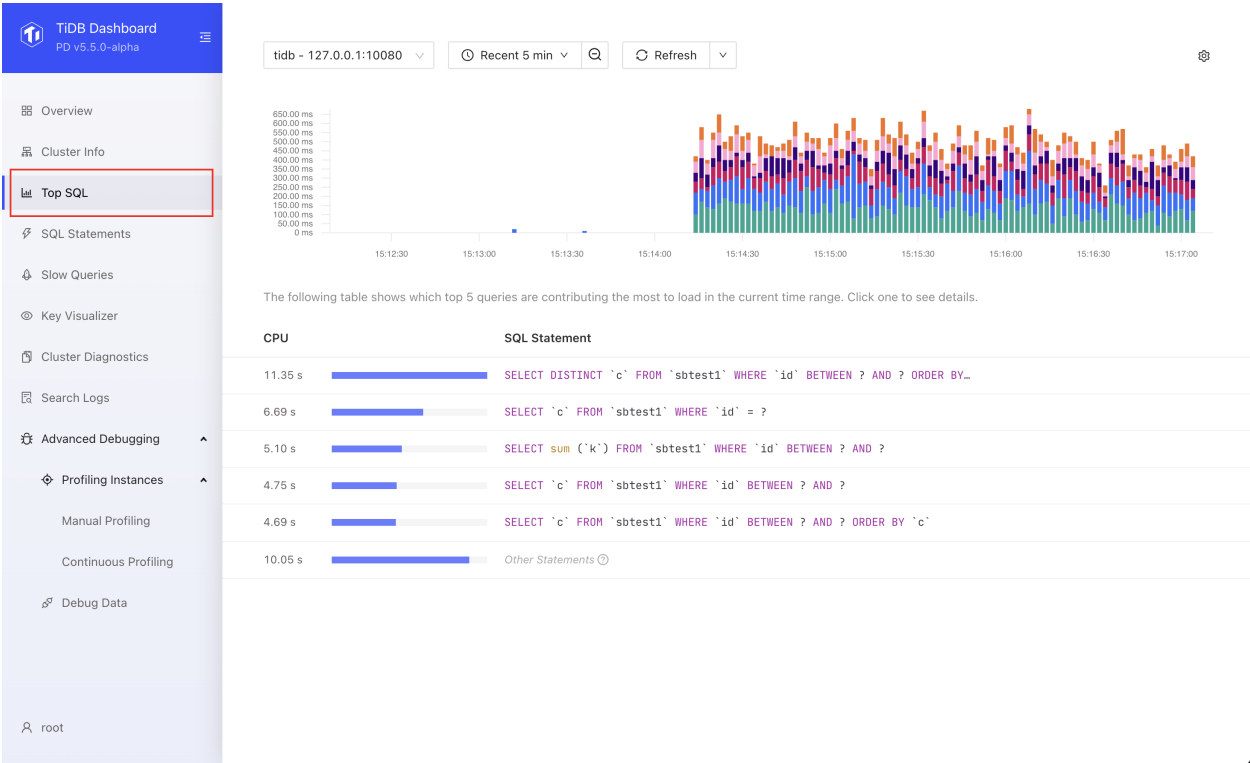 TiDB Dashboard
PD v5.5.0-alpha
Overview
Cluster Info
Top SQL
SQL Statements
Slow Queries
Key Visualizer
Cluster Diagnostics
Search Logs
Advanced Debugging
Profiling Instances
Manual Profiling
Continuous Profiling
Debug Data
root
tidb - 127.0.0.1:10080
Recent 5 min
Refresh
650.00 ms
600.00 ms
550.00 ms
500.00 ms
450.00 ms
400.00 ms
350.00 ms
300.00 ms
250.00 ms
200.00 ms
150.00 ms
100.00 ms
50.00 ms
0 ms
15:12:30 15:13:00 15:13:30 15:14:00 15:14:30 15:15:00 15:15:30 15:16:00 15:16:30 15:17:00
The following table shows which top 5 queries are contributing the most to load in the current time range. Click one to see details.
CPU SQL Statement
11.35 s SELECT DISTINCT `c` FROM `sbtest1` WHERE `id` BETWEEN ? AND ? ORDER BY…
6.69 s SELECT `c` FROM `sbtest1` WHERE `id` = ?
5.10 s SELECT sum (`k`) FROM `sbtest1` WHERE `id` BETWEEN ? AND ?
4.75 s SELECT `c` FROM `sbtest1` WHERE `id` BETWEEN ? AND ?
4.69 s SELECT `c` FROM `sbtest1` WHERE `id` BETWEEN ? AND ? ORDER BY `c`
10.05 s Other Statements